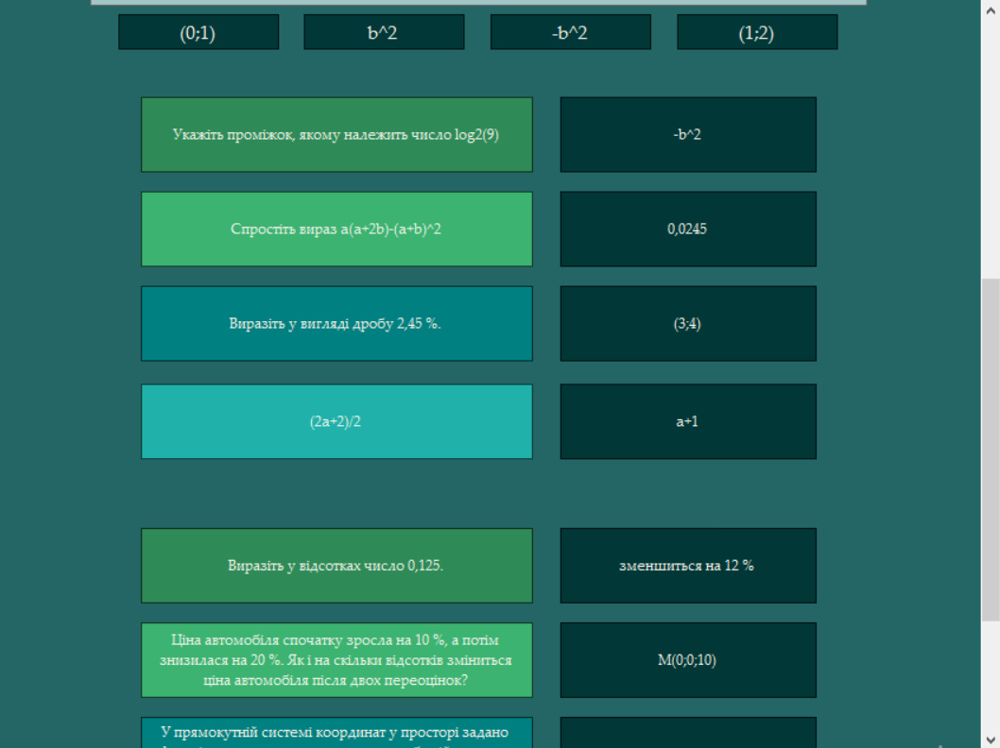 (0;1)
b^2
-b^2
(1;2)
Укажіть проміжок, якому належить число log2(9)
-b^2
Спростіть вираз a(a+2b)-(a+b)^2
0,0245
Виразіть у вигляді дробу 2,45 %.
(3;4)
(2a+2)/2
a+1
Виразіть у відсотках число 0,125.
зменшиться на 12 %
Ціна автомобіля спочатку зросла на 10 %, а потім
знизилася на 20 %. Як і на скільки відсотків зміниться
ціна автомобіля після двох переоцінок?
M(0;0;10)
У прямокутній системі координат у просторі задано